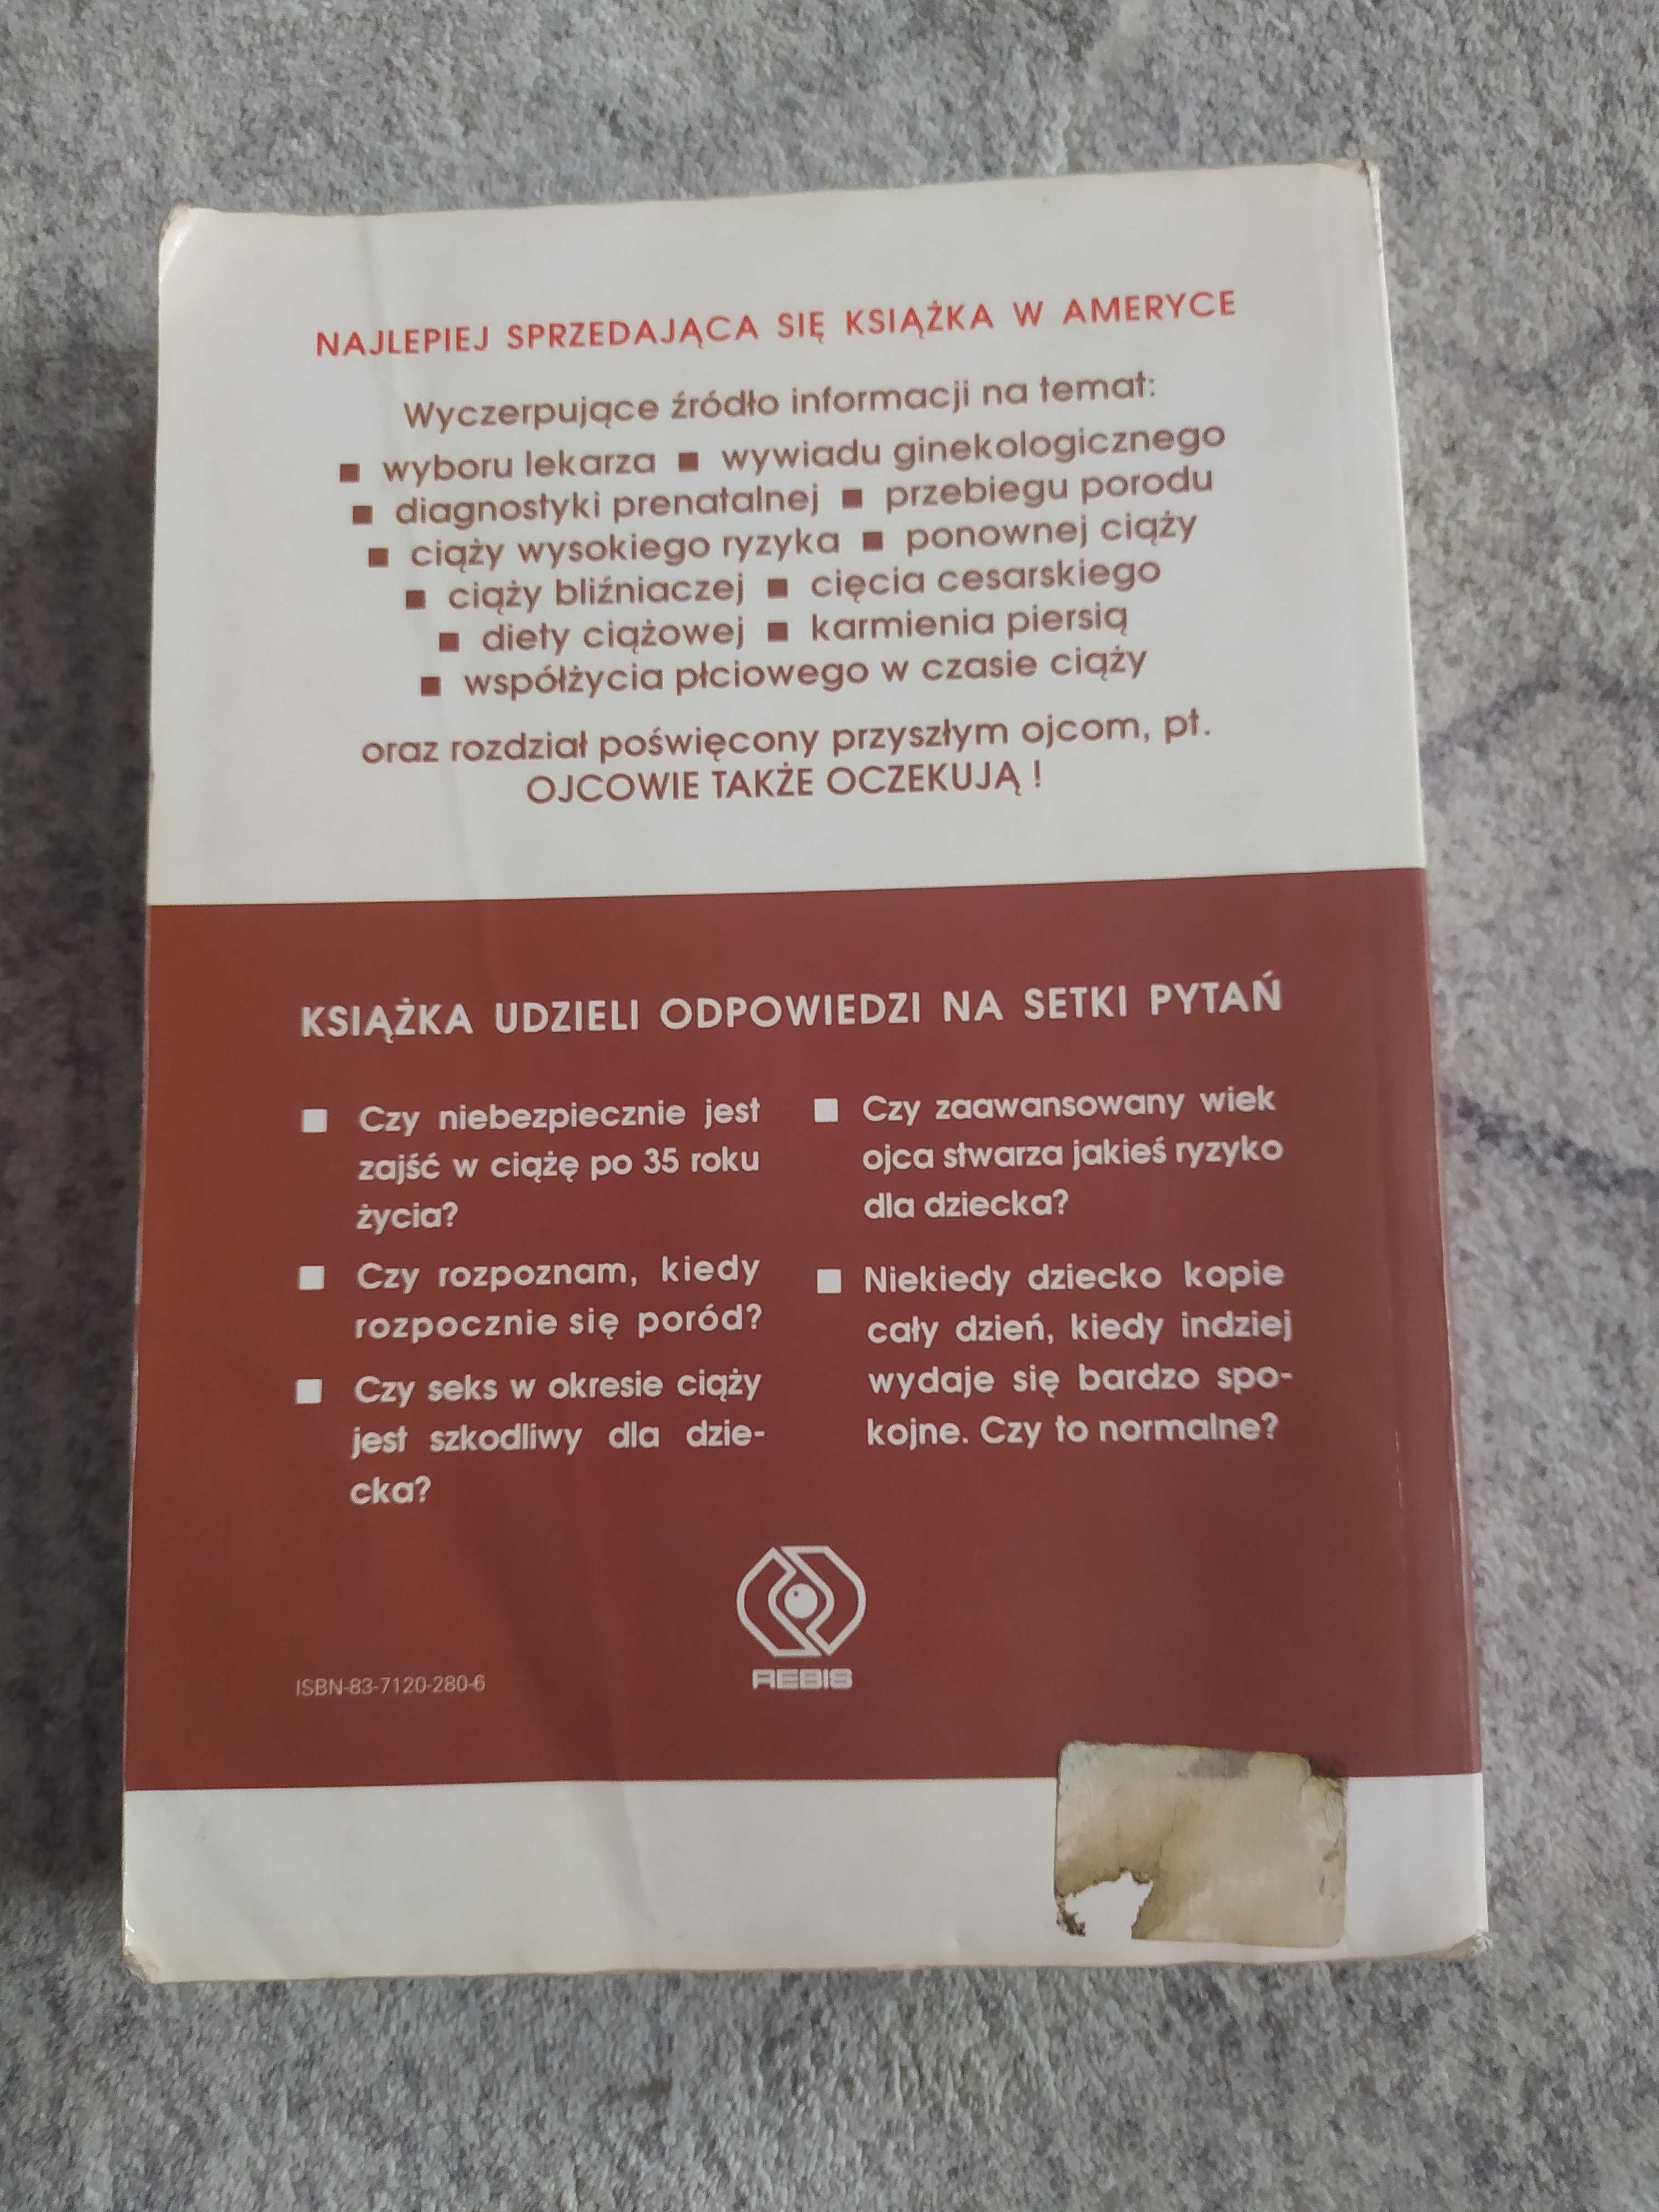 NAJLEPIEJ SPRZEDAJĄCA SIĘ KSIĄŻKA W AMERYCE
Wyczerpujące źródło informacji na temat:
■ wyboru lekarza ■ wywiadu ginekologicznego
■ diagnostyki prenatalnej ■ przebiegu porodu
■ ciąży wysokiego ryzyka ■ ponownej ciąży
■ ciąży bliźniaczej ■ cięcia cesarskiego
■ diety ciążowej ■ karmienia piersią
■ współżycia płciowego w czasie ciąży
oraz rozdział poświęcony przyszłym ojcom, pt.
OJCOWIE TAKŻE OCZEKUJĄ !
KSIĄŻKA UDZIELI ODPOWIEDZI NA SETKI PYTAŃ
■ Czy niebezpiecznie jest
zajść w ciążę po 35 roku
życia?
■ Czy rozpoznam, kiedy
rozpocznie się poród?
■ Czy seks w okresie ciąży
jest szkodliwy dla dzie-
cka?
■ Czy zaawansowany wiek
ojca stwarza jakieś ryzyko
dla dziecka?
■ Niekiedy dziecko kopie
cały dzień, kiedy indziej
wydaje się bardzo spo-
kojne. Czy to normalne?
REBIS
ISBN-83-7120-280-6